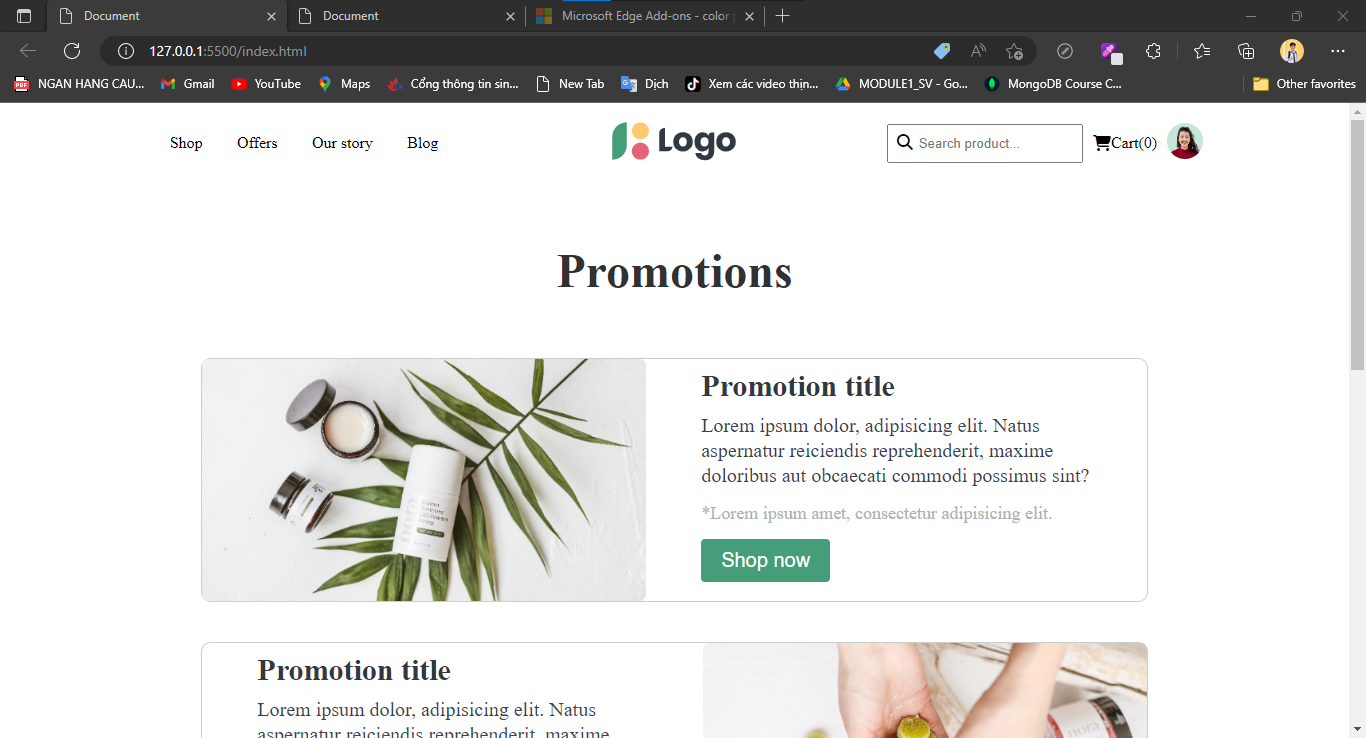 Document
Document
Microsoft Edge Add-ons - color
127.0.0.1:5500/index.html
NGAN HANG CAU... Gmail YouTube Maps Cổng thông tin sin... New Tab Dịch Xem các video thịn... MODULE1_SV - Go... MongoDB Course C... Other favorites
Shop Offers Our story Blog Logo Search product... Cart(0)
Promotions
Promotion title
Lorem ipsum dolor, adipisicing elit. Natus
aspernatur reiciendis reprehenderit, maxime
doloribus aut obcaecati commodi possimus sint?
*Lorem ipsum amet, consectetur adipisicing elit.
Shop now
Promotion title
Lorem ipsum dolor, adipisicing elit. Natus
aspernatur reiciendis reprehenderit, maxime